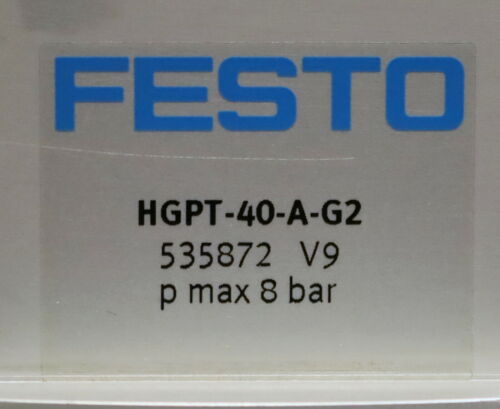 FESTO
HGPT-40-A-G2
535872 V9
p max 8 bar